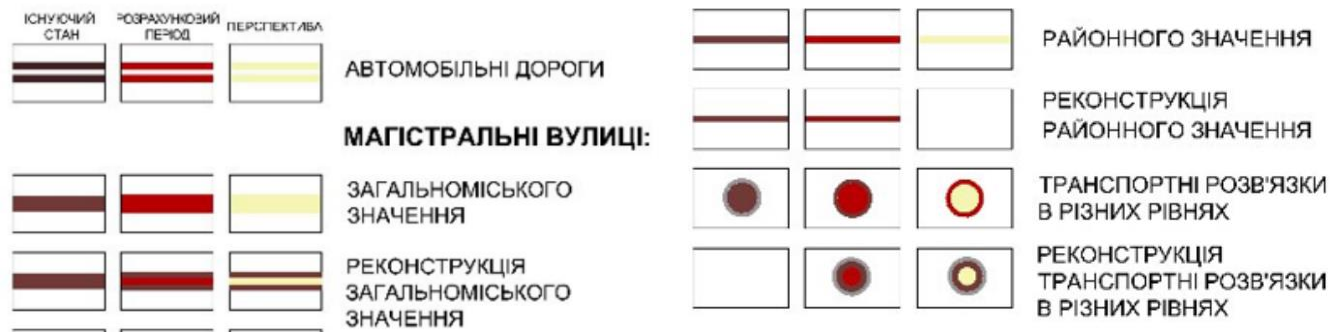 ІСНУЮЧИЙ
СТАН
РОЗРАХУНКОВИЙ
ПЕРІОД
ПЕРСПЕКТИВА
АВТОМОБІЛЬНІ ДОРОГИ
МАГІСТРАЛЬНІ ВУЛИЦІ:
ЗАГАЛЬНОМІСЬКОГО
ЗНАЧЕННЯ
РЕКОНСТРУКЦІЯ
ЗАГАЛЬНОМІСЬКОГО
ЗНАЧЕННЯ
РАЙОННОГО ЗНАЧЕННЯ
РЕКОНСТРУКЦІЯ
РАЙОННОГО ЗНАЧЕННЯ
ТРАНСПОРТНІ РОЗВ'ЯЗКИ
В РІЗНИХ РІВНЯХ
РЕКОНСТРУКЦІЯ
ТРАНСПОРТНІ РОЗВ'ЯЗКИ
В РІЗНИХ РІВНЯХ